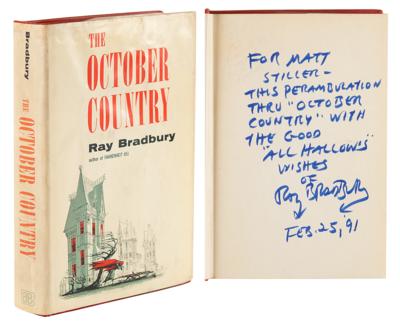 Bradbury
THE OCTOBER COUNTRY
THE
OCTOBER
COUNTRY
Ray Bradbury
author of FAHRENHEIT 451
FOR MATT
STILLER-
THIS PERAMBULATION
THRU "OCTOBER
COUNTRY" WITH
THE GOOD
"ALL HALLOWS"
WISHES
OF
RAY BRADBURY
FEB. 25, '91